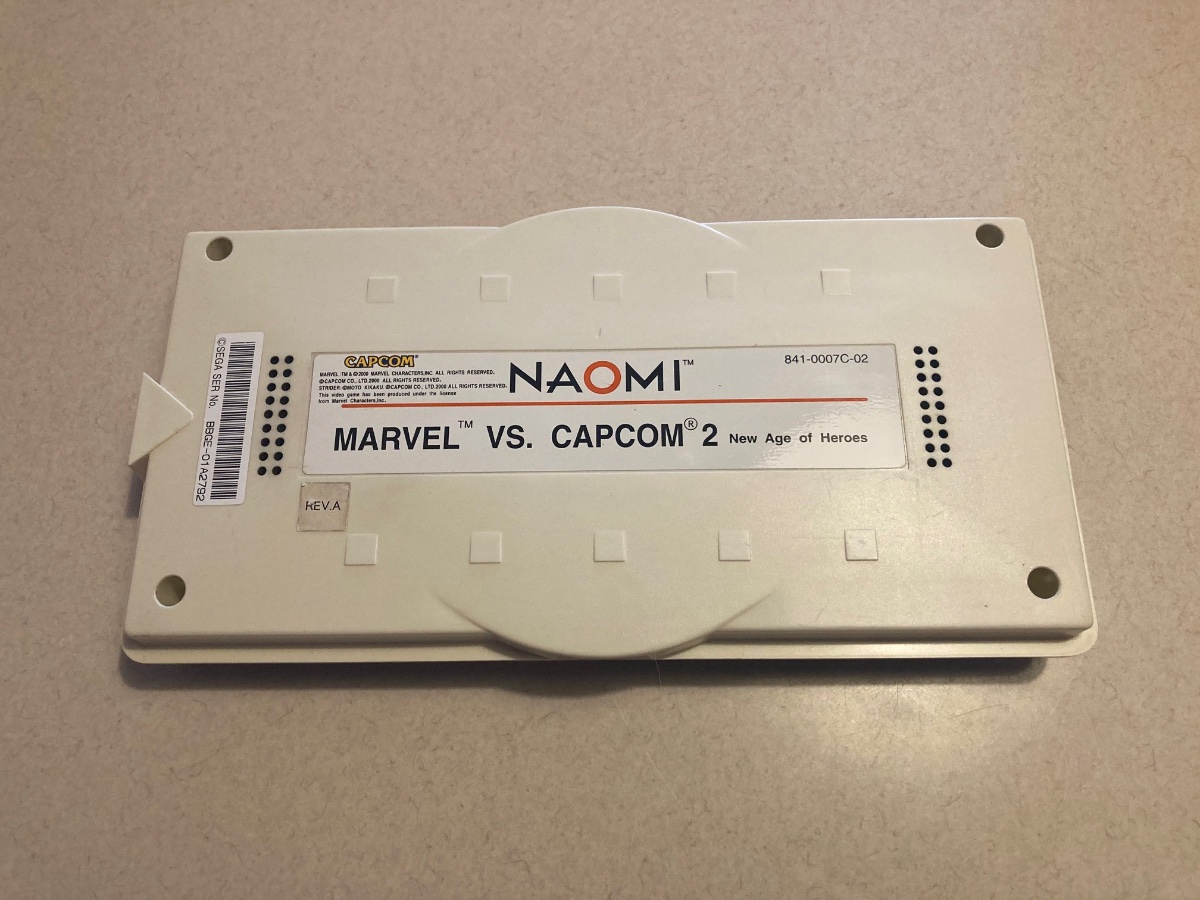 ©SEGA SER No. BBGE-01A2792
CAPCOM®
MARVEL TM & ©2000 MARVEL CHARACTERS,INC. ALL RIGHTS RESERVED.
©CAPCOM CO., LTD.2000 ALL RIGHTS RESERVED.
STRIDER:©MOTO KIKAKU. ©CAPCOM CO., LTD.2000 ALL RIGHTS RESERVED.
This video game has been produced under the license
from Marvel Characters,Inc.
NAOMI™
841-0007C-02
MARVEL™ VS. CAPCOM® 2 New Age of Heroes
REV.A